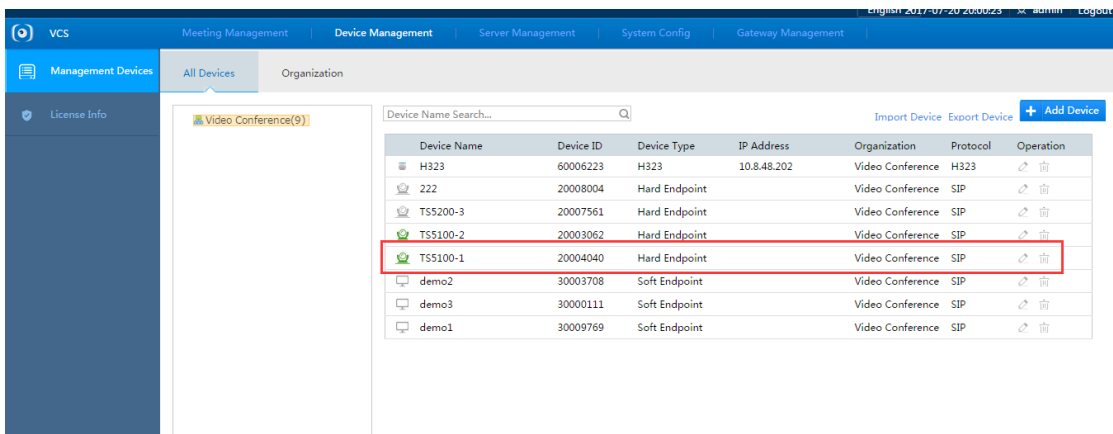 English 2017-07-20 20:00:23 admin Logout
VCS Meeting Management Device Management Server Management System Config Gateway Management
Management Devices
License Info
All Devices Organization
Video Conference(9)
Device Name Search...
Import Device Export Device + Add Device
Device Name Device ID Device Type IP Address Organization Protocol Operation
H323 60006223 H323 10.8.48.202 Video Conference H323
222 20008004 Hard Endpoint Video Conference SIP
TS5200-3 20007561 Hard Endpoint Video Conference SIP
TS5100-2 20003062 Hard Endpoint Video Conference SIP
TS5100-1 20004040 Hard Endpoint Video Conference SIP
demo2 30003708 Soft Endpoint Video Conference SIP
demo3 30000111 Soft Endpoint Video Conference SIP
demo1 30009769 Soft Endpoint Video Conference SIP